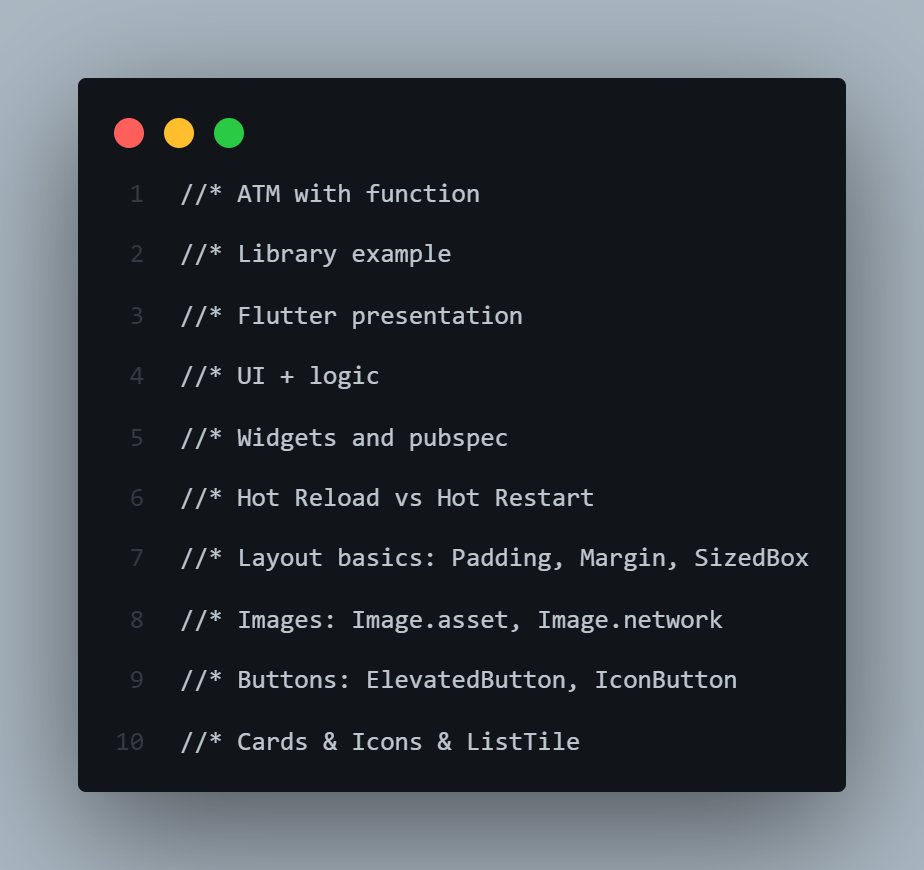 1 //* ATM with function
2 //* Library example
3 //* Flutter presentation
4 //* UI + logic
5 //* Widgets and pubspec
6 //* Hot Reload vs Hot Restart
7 //* Layout basics: Padding, Margin, SizedBox
8 //* Images: Image.asset, Image.network
9 //* Buttons: ElevatedButton, IconButton
10 //* Cards & Icons & ListTile